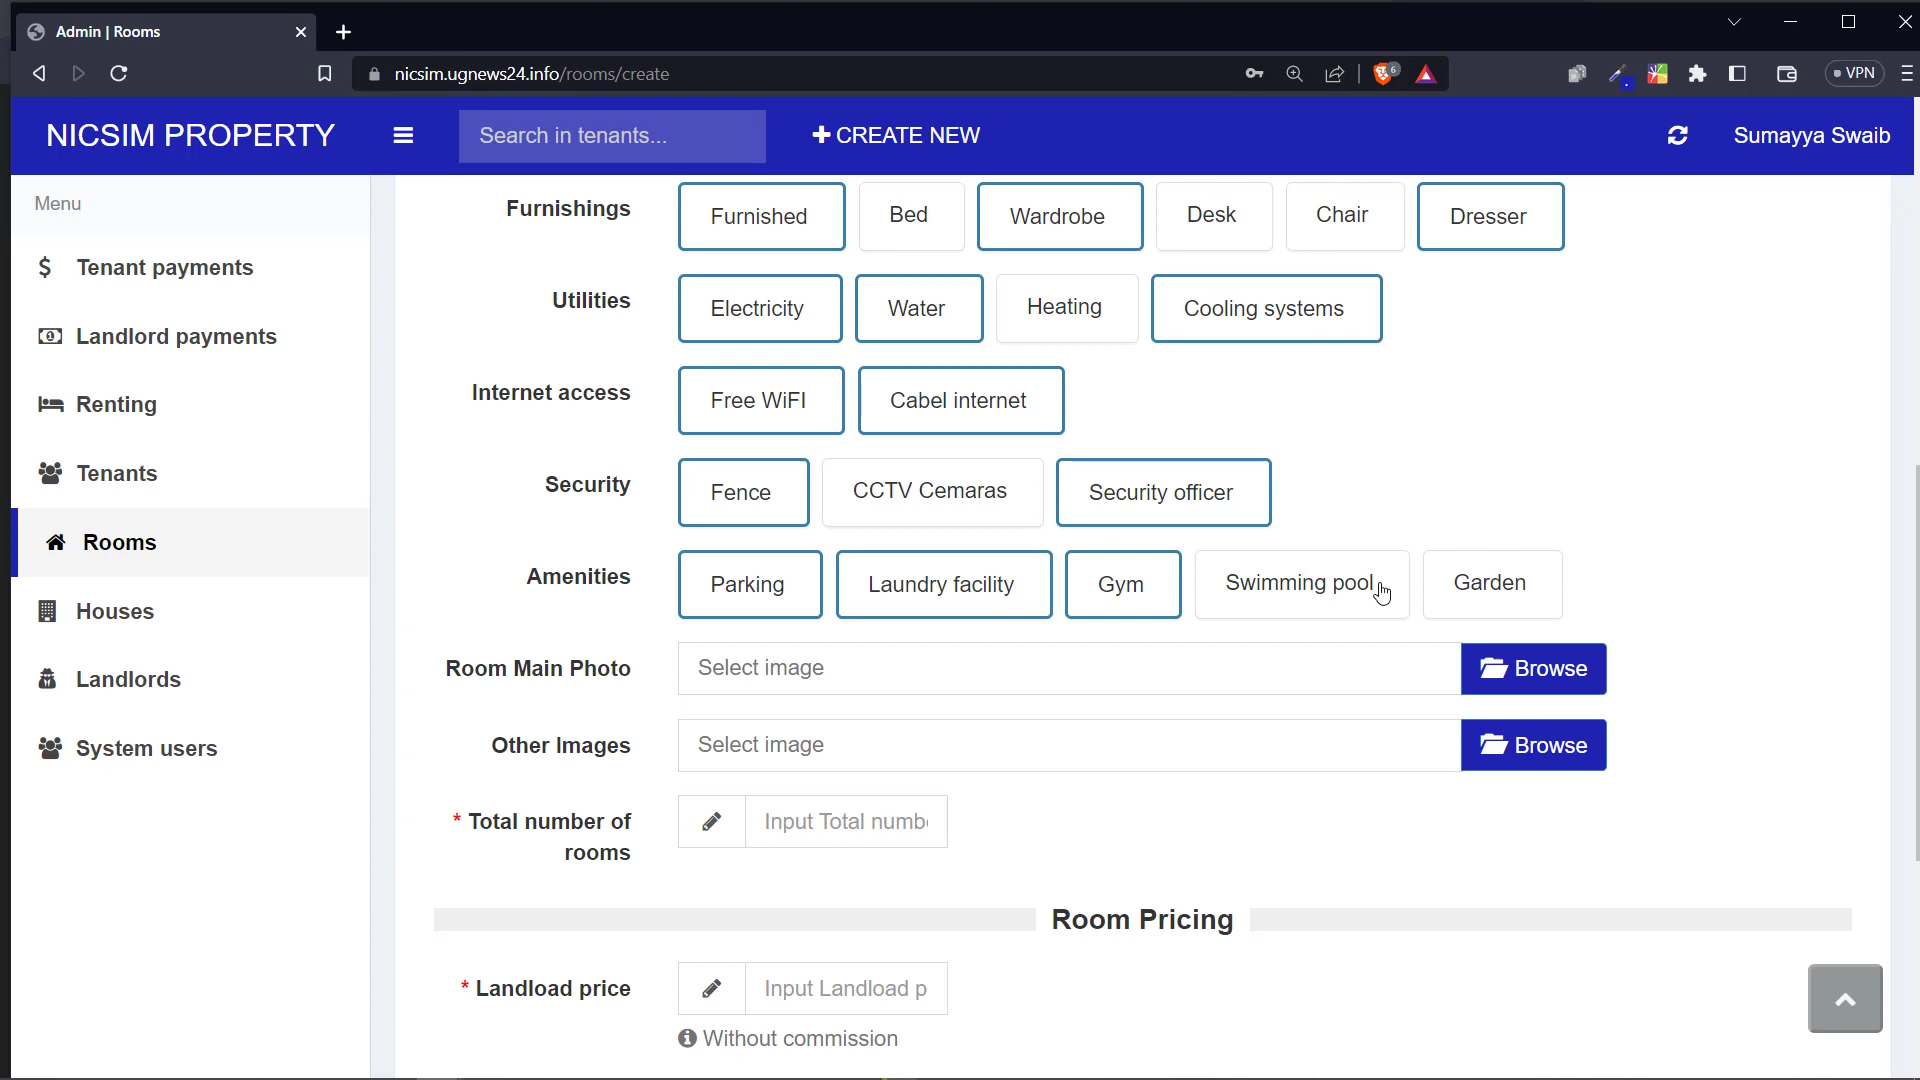 Admin | Rooms
nicsim.ugnews24.info/rooms/create
6
VPN
NICSIM PROPERTY
Search in tenants...
CREATE NEW
Sumayya Swaib
Menu
Tenant payments
Landlord payments
Renting
Tenants
Rooms
Houses
Landlords
System users
Furnishings
Furnished
Bed
Wardrobe
Desk
Chair
Dresser
Utilities
Electricity
Water
Heating
Cooling systems
Internet access
Free WiFI
Cabel internet
Security
Fence
CCTV Cemaras
Security officer
Amenities
Parking
Laundry facility
Gym
Swimming pool
Garden
Room Main Photo
Select image
Browse
Other Images
Select image
Browse
* Total number of
rooms
Input Total numb
Room Pricing
* Landload price
Input Landload p
Without commission